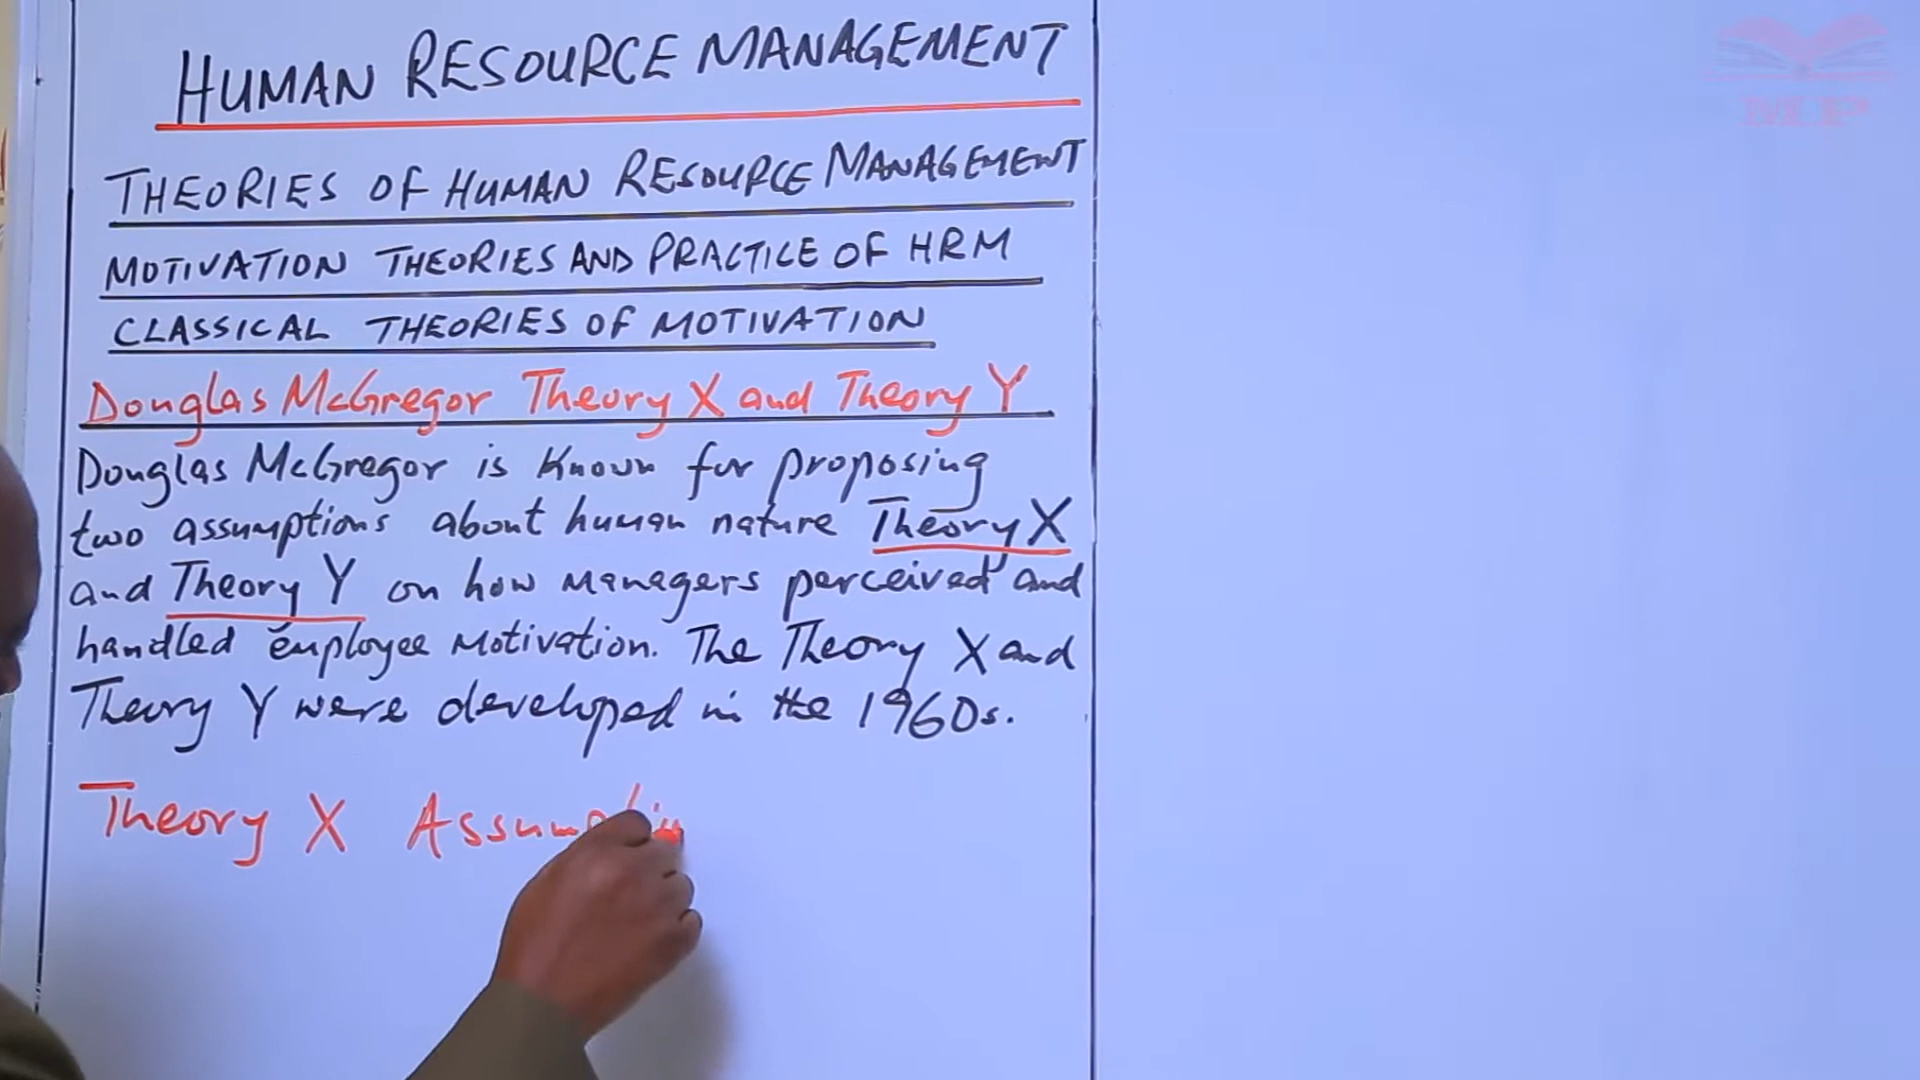 HUMAN RESOURCE MANAGEMENT
THEORIES OF HUMAN RESOURCE MANAGEMENT
MOTIVATION THEORIES AND PRACTICE OF HRM
CLASSICAL THEORIES OF MOTIVATION
Douglas McGregor Theory X and Theory Y
Douglas McGregor is known for proposing
two assumptions about human nature Theory X
and Theory Y on how managers perceived and
handled employee motivation. The Theory X and
Theory Y were developed in the 1960s.
Theory X
MLP